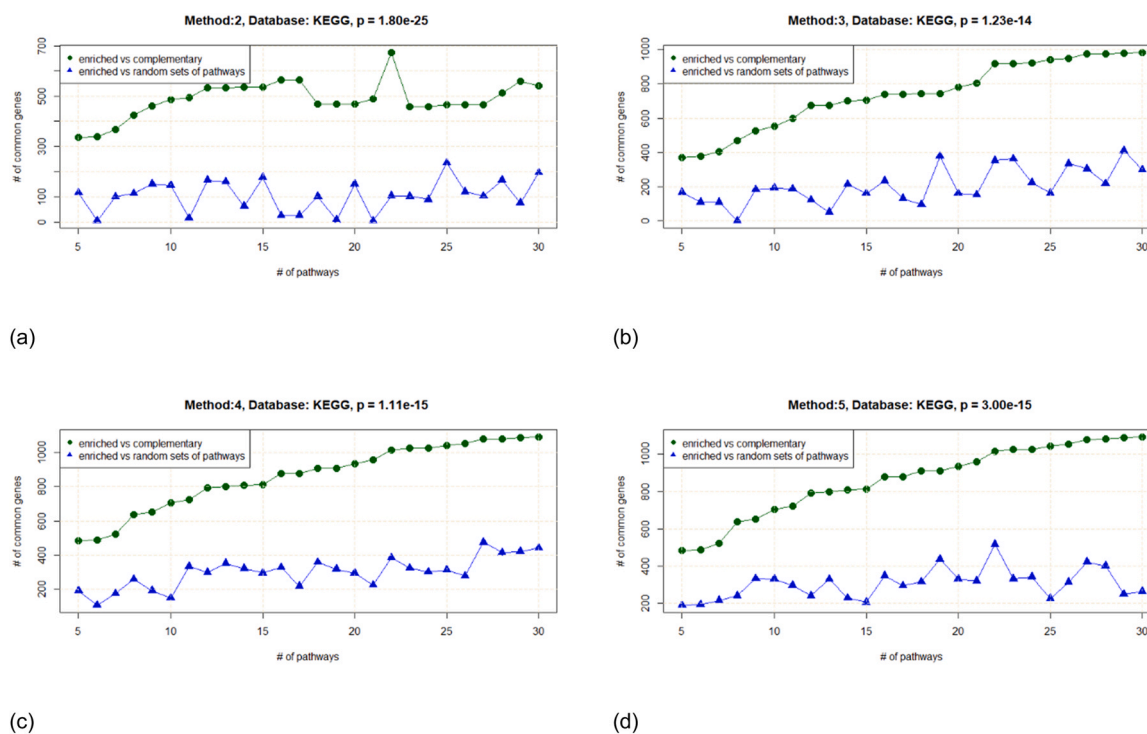 Method:2, Database: KEGG, p = 1.80e-25
enriched vs complementary
enriched vs random sets of pathways
# of common genes
0
100
300
500
700
5
10
15
20
25
30
# of pathways
(a)
Method:3, Database: KEGG, p = 1.23e-14
enriched vs complementary
enriched vs random sets of pathways
# of common genes
0
200
400
600
800
1000
5
10
15
20
25
30
# of pathways
(b)
Method:4, Database: KEGG, p = 1.11e-15
enriched vs complementary
enriched vs random sets of pathways
# of common genes
200
400
600
800
1000
5
10
15
20
25
30
# of pathways
(c)
Method:5, Database: KEGG, p = 3.00e-15
enriched vs complementary
enriched vs random sets of pathways
# of common genes
200
400
600
800
1000
5
10
15
20
25
30
# of pathways
(d)